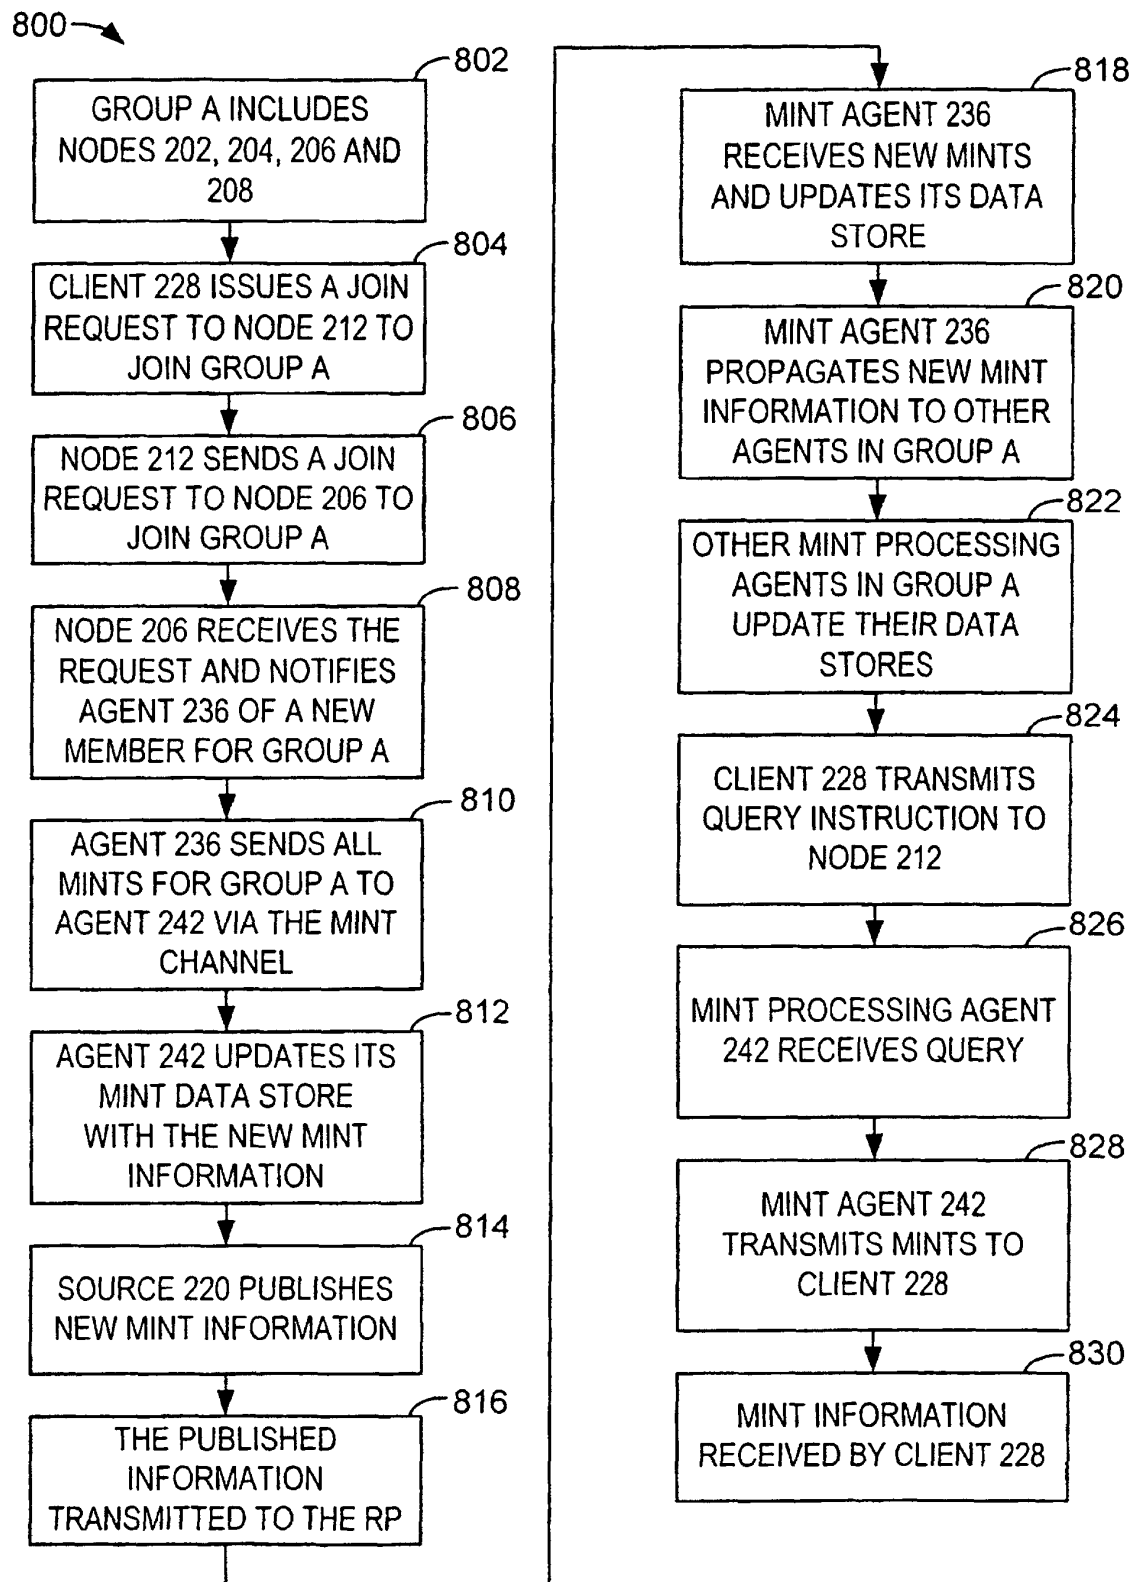 800
802
GROUP A INCLUDES
NODES 202, 204, 206 AND
208
804
CLIENT 228 ISSUES A JOIN
REQUEST TO NODE 212 TO
JOIN GROUP A
806
NODE 212 SENDS A JOIN
REQUEST TO NODE 206 TO
JOIN GROUP A
808
NODE 206 RECEIVES THE
REQUEST AND NOTIFIES
AGENT 236 OF A NEW
MEMBER FOR GROUP A
810
AGENT 236 SENDS ALL
MINTS FOR GROUP A TO
AGENT 242 VIA THE MINT
CHANNEL
812
AGENT 242 UPDATES ITS
MINT DATA STORE
WITH THE NEW MINT
INFORMATION
814
SOURCE 220 PUBLISHES
NEW MINT INFORMATION
816
THE PUBLISHED
INFORMATION
TRANSMITTED TO THE RP
818
MINT AGENT 236
RECEIVES NEW MINTS
AND UPDATES ITS DATA
STORE
820
MINT AGENT 236
PROPAGATES NEW MINT
INFORMATION TO OTHER
AGENTS IN GROUP A
822
OTHER MINT PROCESSING
AGENTS IN GROUP A
UPDATE THEIR DATA
STORES
824
CLIENT 228 TRANSMITS
QUERY INSTRUCTION TO
NODE 212
826
MINT PROCESSING AGENT
242 RECEIVES QUERY
828
MINT AGENT 242
TRANSMITS MINTS TO
CLIENT 228
830
MINT INFORMATION
RECEIVED BY CLIENT 228